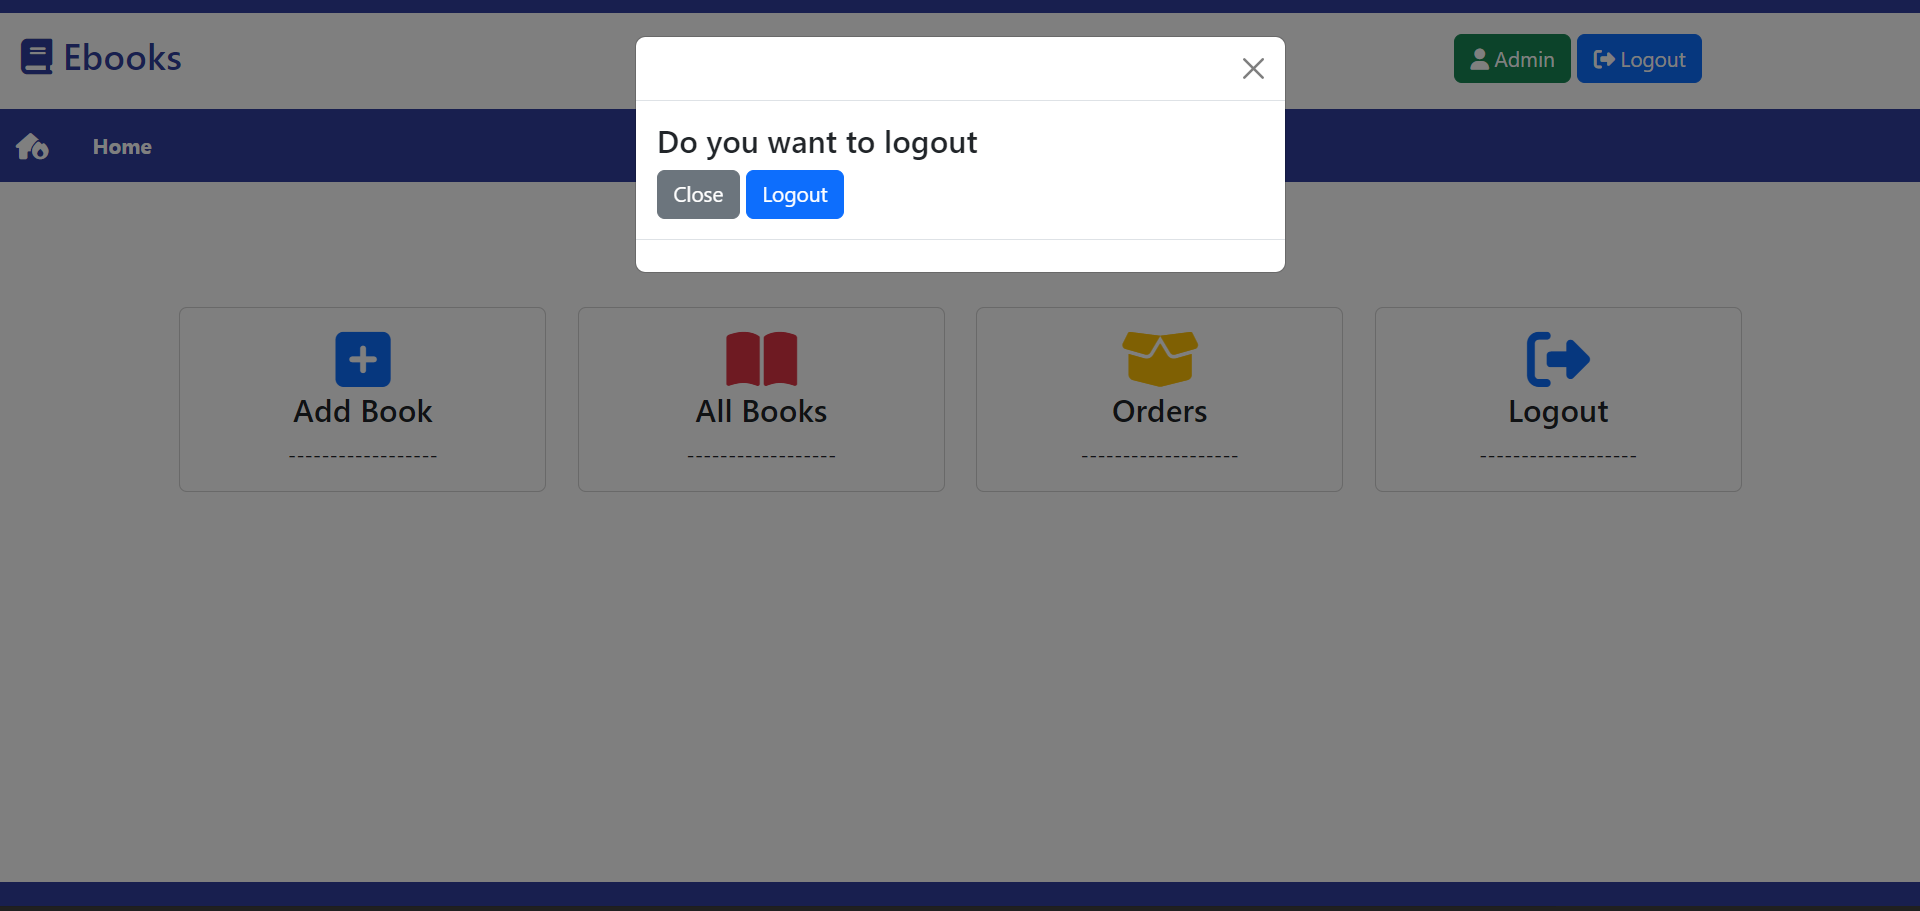 Ebooks
Admin
Logout
Home
Do you want to logout
Close
Logout
Add Book
------------------
All Books
------------------
Orders
-------------------
Logout
-------------------